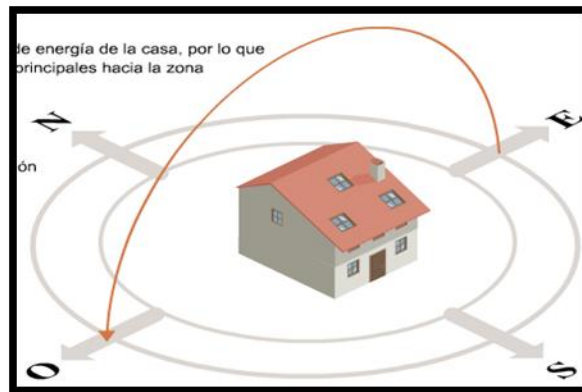 de energía de la casa, por lo que
principales hacia la zona
N
E
ón
O
S